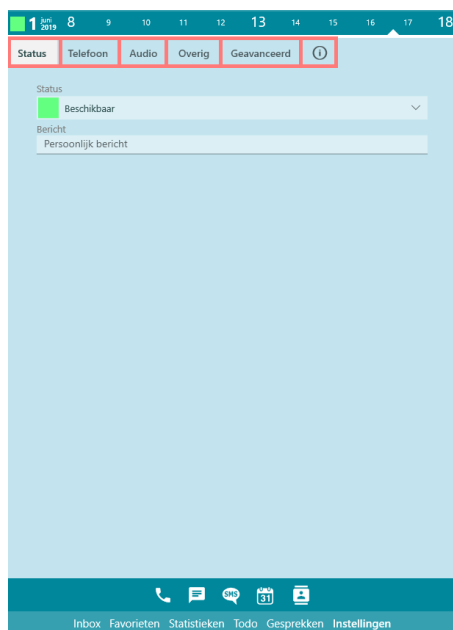 1 juni 2019 8 9 10 11 12 13 14 15 16 17 18
Status Telefoon Audio Overig Geavanceerd
Status
Beschikbaar
Bericht
Persoonlijk bericht
SMS 31
Inbox Favorieten Statistieken Todo Gesprekken Instellingen